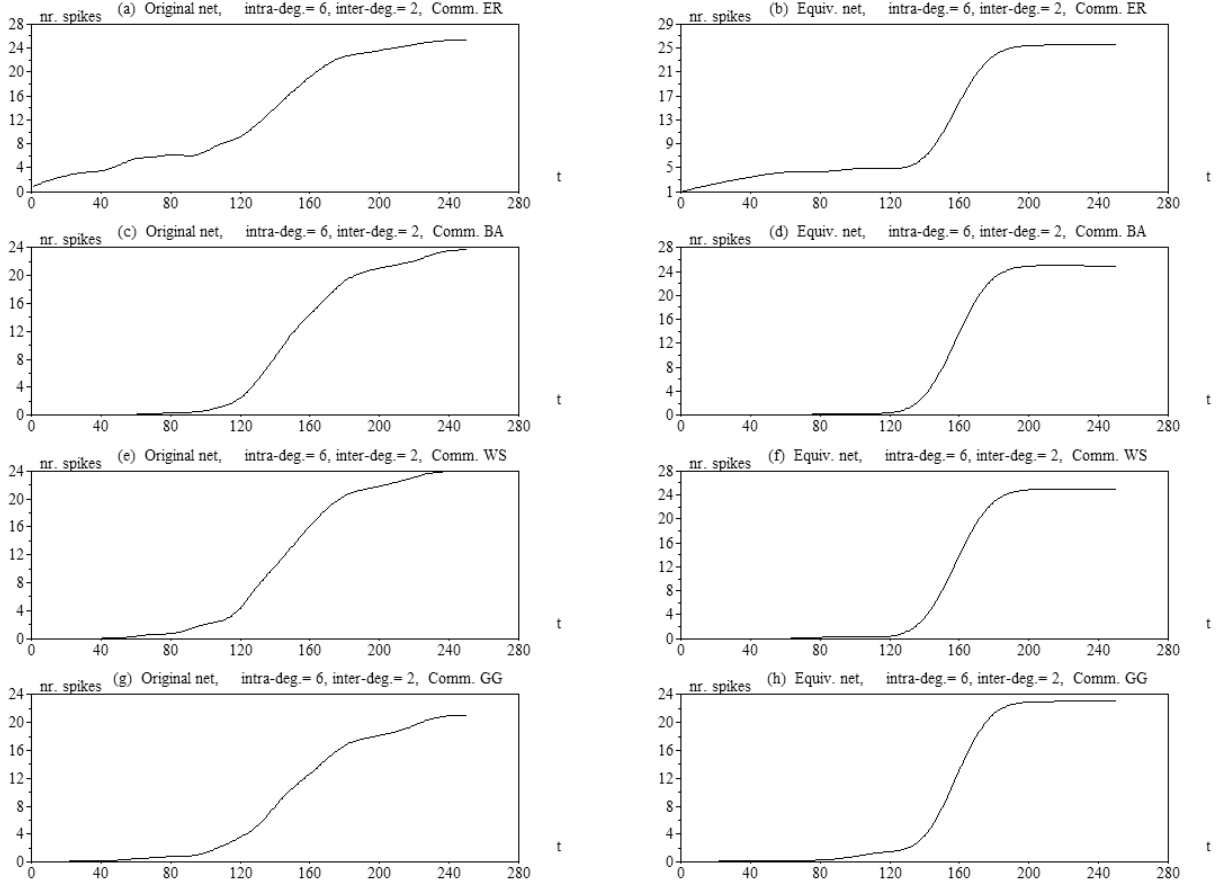 (a) Original net, intra-deg.= 6, inter-deg.= 2, Comm. ER
nr. spikes
28
24
20
16
12
8
4
0
0 40 80 120 160 200 240 280
t
(b) Equiv. net, intra-deg.= 6, inter-deg.= 2, Comm. ER
nr. spikes
29
25
21
17
13
9
5
1
0 40 80 120 160 200 240 280
t
(c) Original net, intra-deg.= 6, inter-deg.= 2, Comm. BA
nr. spikes
24
20
16
12
8
4
0
0 40 80 120 160 200 240 280
t
(d) Equiv. net, intra-deg.= 6, inter-deg.= 2, Comm. BA
nr. spikes
28
24
20
16
12
8
4
0
0 40 80 120 160 200 240 280
t
(e) Original net, intra-deg.= 6, inter-deg.= 2, Comm. WS
nr. spikes
24
20
16
12
8
4
0
0 40 80 120 160 200 240 280
t
(f) Equiv. net, intra-deg.= 6, inter-deg.= 2, Comm. WS
nr. spikes
28
24
20
16
12
8
4
0
0 40 80 120 160 200 240 280
t
(g) Original net, intra-deg.= 6, inter-deg.= 2, Comm. GG
nr. spikes
24
20
16
12
8
4
0
0 40 80 120 160 200 240 280
t
(h) Equiv. net, intra-deg.= 6, inter-deg.= 2, Comm. GG
nr. spikes
24
20
16
12
8
4
0
0 40 80 120 160 200 240 280
t